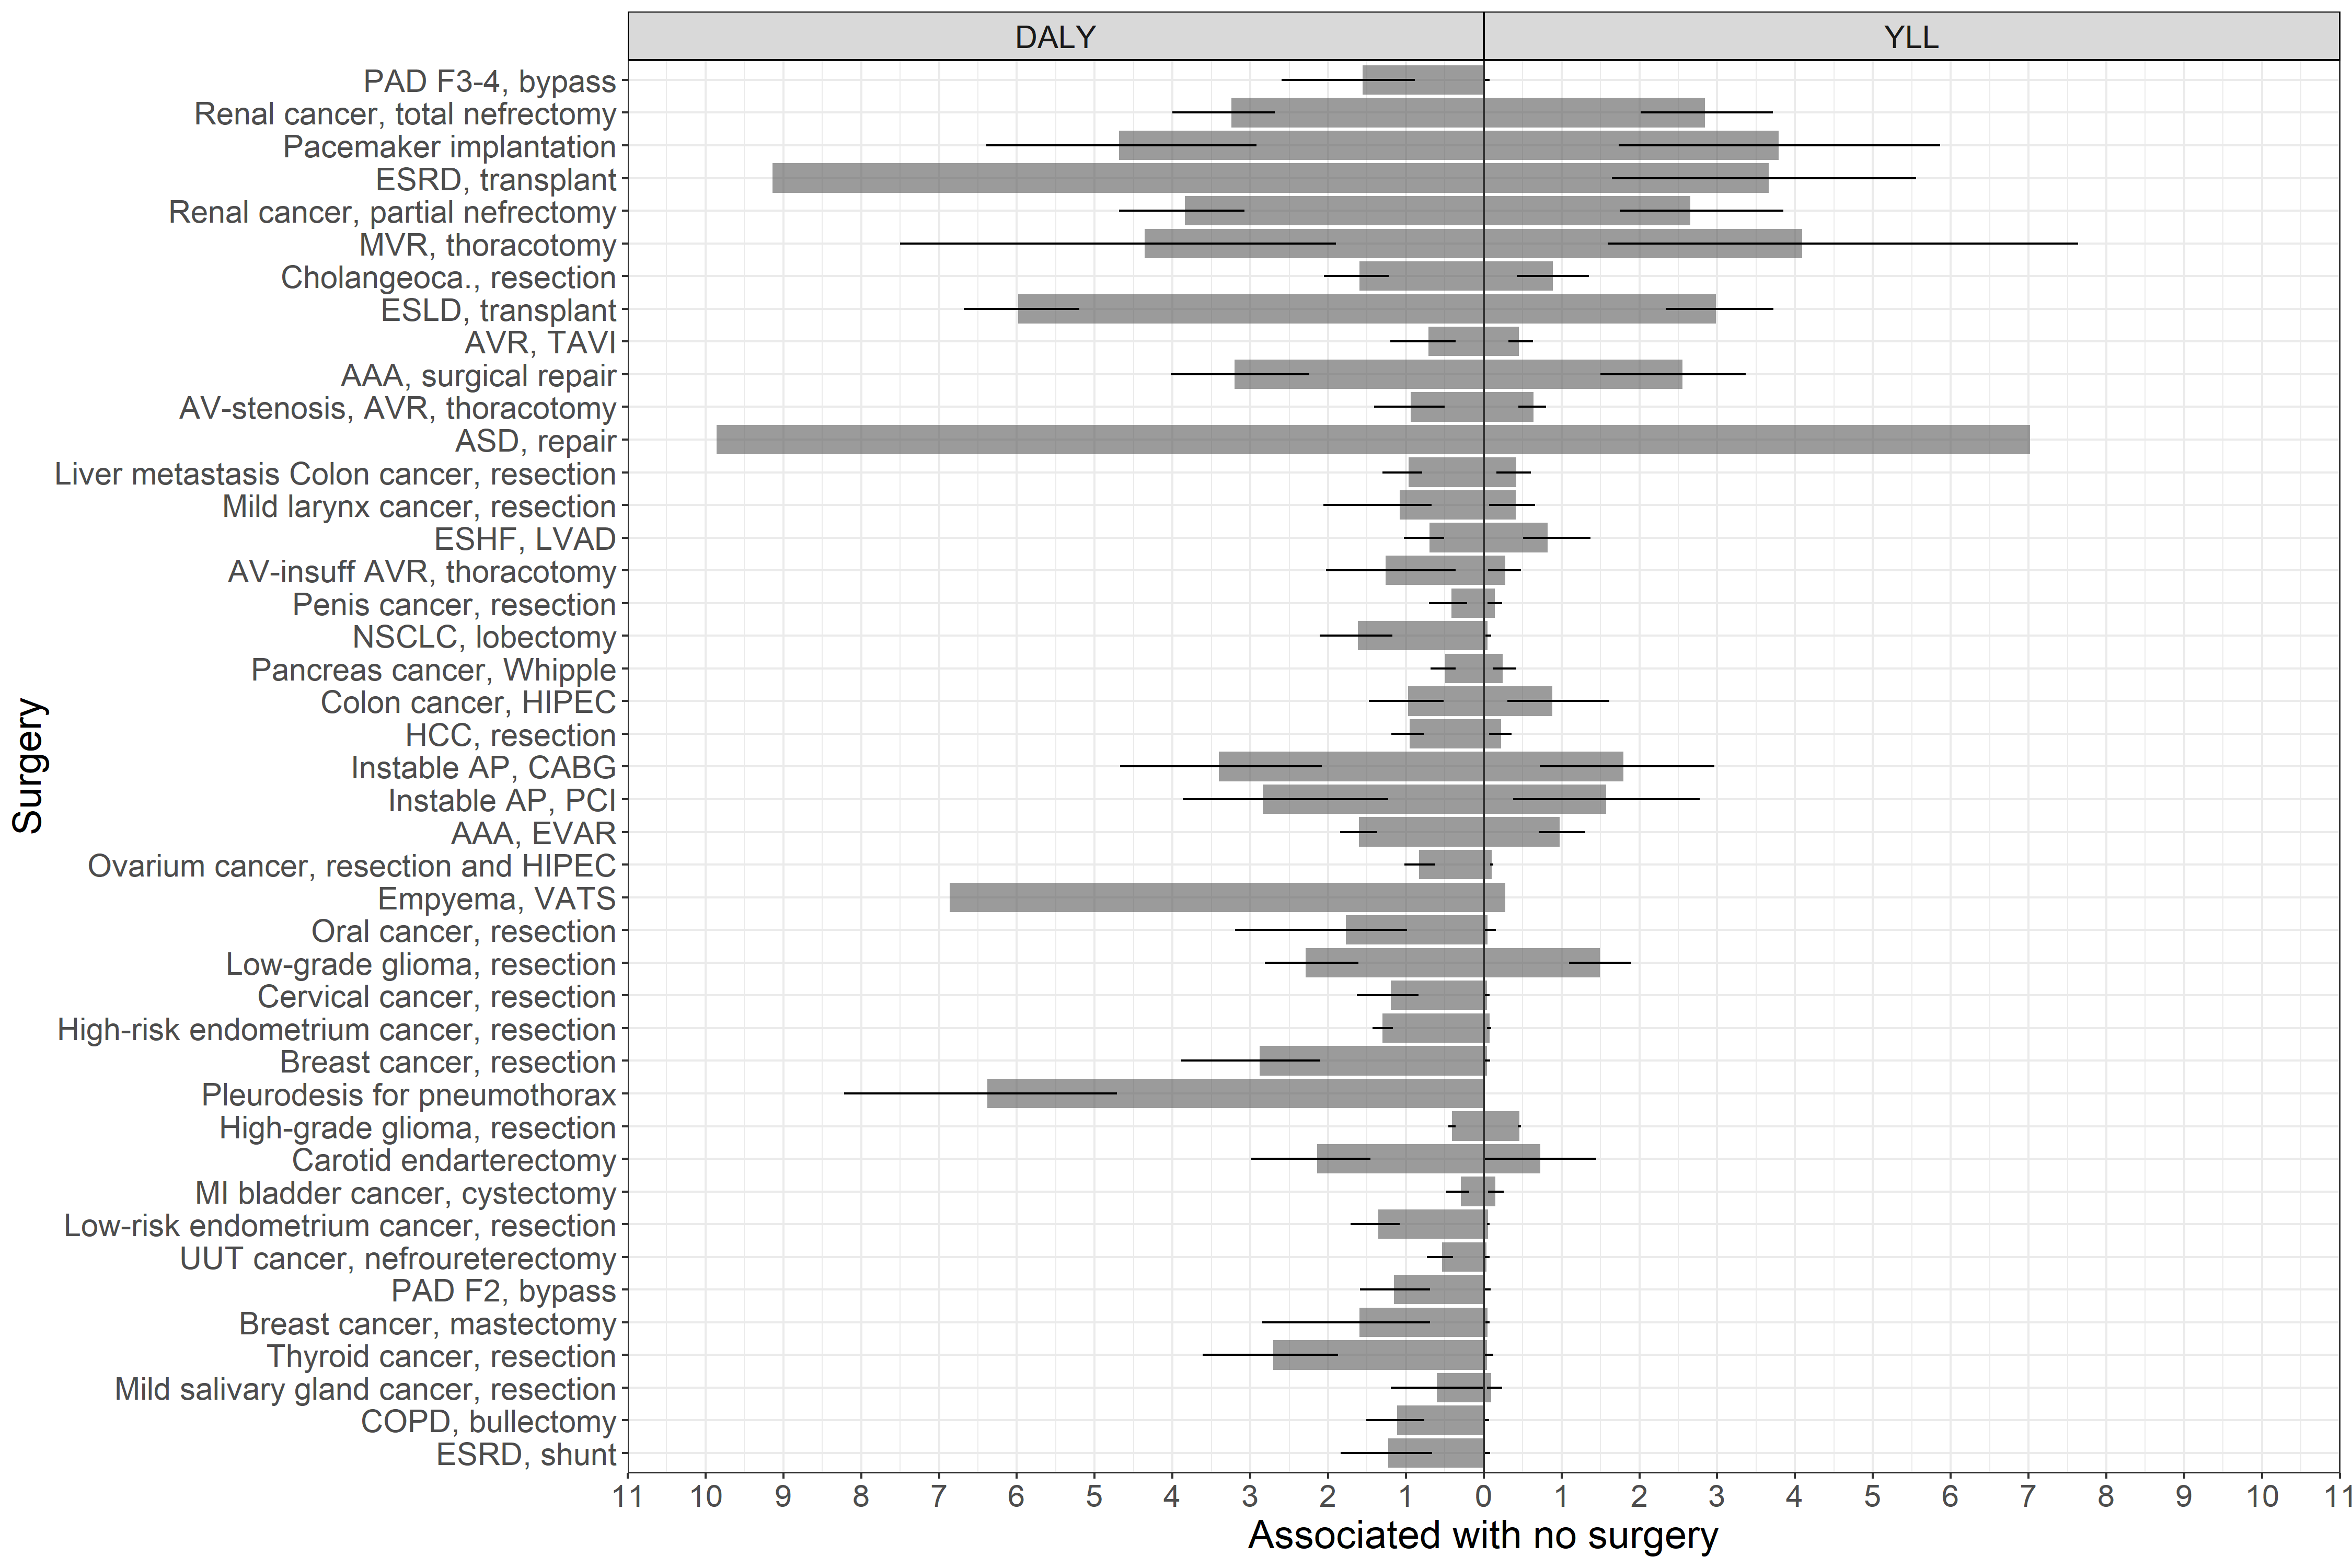 DALY YLL
PAD F3-4, bypass
Renal cancer, total nefrectomy
Pacemaker implantation
ESRD, transplant
Renal cancer, partial nefrectomy
MVR, thoracotomy
Cholangeoca., resection
ESLD, transplant
AVR, TAVI
AAA, surgical repair
AV-stenosis, AVR, thoracotomy
ASD, repair
Liver metastasis Colon cancer, resection
Mild larynx cancer, resection
ESHF, LVAD
AV-insuff AVR, thoracotomy
Penis cancer, resection
NSCLC, lobectomy
Pancreas cancer, Whipple
Colon cancer, HIPEC
HCC, resection
Instable AP, CABG
Instable AP, PCI
AAA, EVAR
Ovarium cancer, resection and HIPEC
Empyema, VATS
Oral cancer, resection
Low-grade glioma, resection
Cervical cancer, resection
High-risk endometrium cancer, resection
Breast cancer, resection
Pleurodesis for pneumothorax
High-grade glioma, resection
Carotid endarterectomy
MI bladder cancer, cystectomy
Low-risk endometrium cancer, resection
UUT cancer, nefroureterectomy
PAD F2, bypass
Breast cancer, mastectomy
Thyroid cancer, resection
Mild salivary gland cancer, resection
COPD, bullectomy
ESRD, shunt
Surgery
11 10 9 8 7 6 5 4 3 2 1 0 1 2 3 4 5 6 7 8 9 10 11
Associated with no surgery